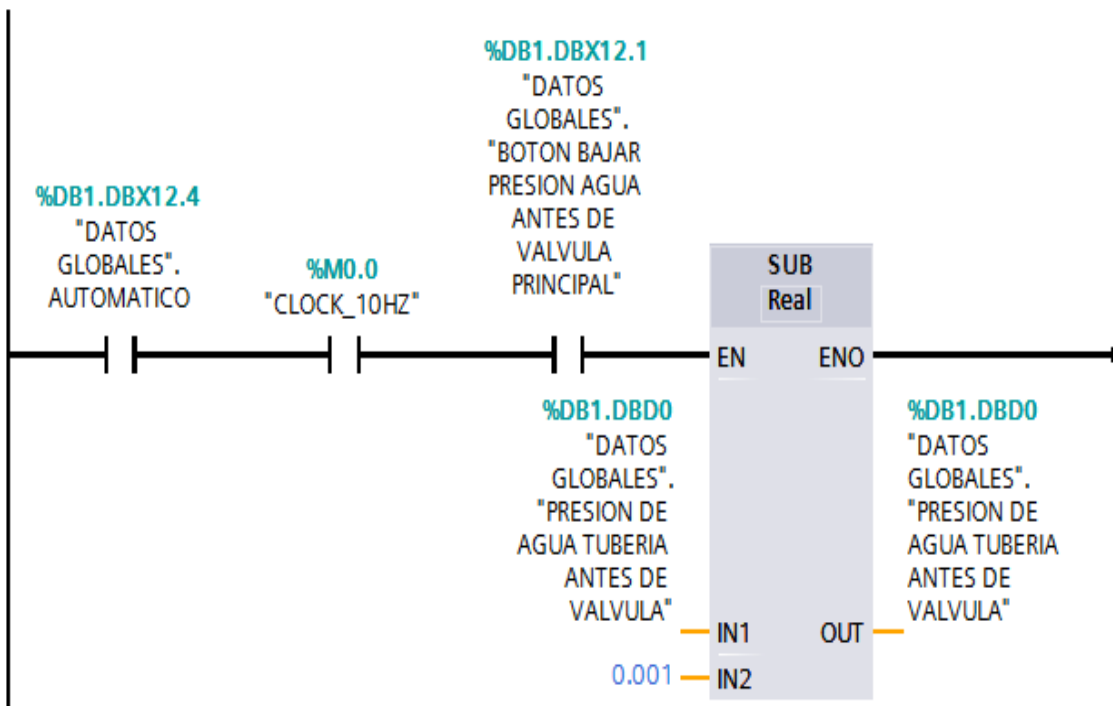 %DB1.DBX12.4
"DATOS
GLOBALES".
AUTOMATICO
%M0.0
"CLOCK_10HZ"
%DB1.DBX12.1
"DATOS
GLOBALES".
"BOTON BAJAR
PRESION AGUA
ANTES DE
VALVULA
PRINCIPAL"
SUB
Real
EN
ENO
%DB1.DBD0
"DATOS
GLOBALES".
"PRESION DE
AGUA TUBERIA
ANTES DE
VALVULA"
IN1
0.001
IN2
%DB1.DBD0
"DATOS
GLOBALES".
"PRESION DE
AGUA TUBERIA
ANTES DE
VALVULA"
OUT